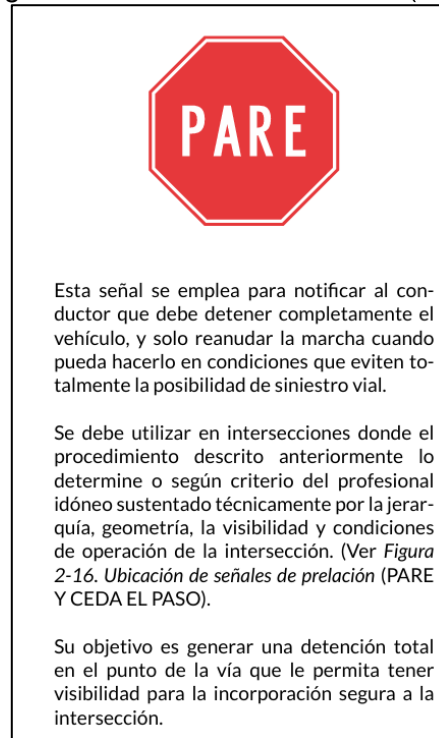 PARE
Esta señal se emplea para notificar al con-
ductor que debe detener completamente el
vehículo, y solo reanudar la marcha cuando
pueda hacerlo en condiciones que eviten to-
talmente la posibilidad de siniestro vial.
Se debe utilizar en intersecciones donde el
procedimiento descrito anteriormente lo
determine o según criterio del profesional
idóneo sustentado técnicamente por la jerar-
quía, geometría, la visibilidad y condiciones
de operación de la intersección. (Ver Figura
2-16. Ubicación de señales de prelación (PARE
Y CEDA EL PASO).
Su objetivo es generar una detención total
en el punto de la vía que le permita tener
visibilidad para la incorporación segura a la
intersección.